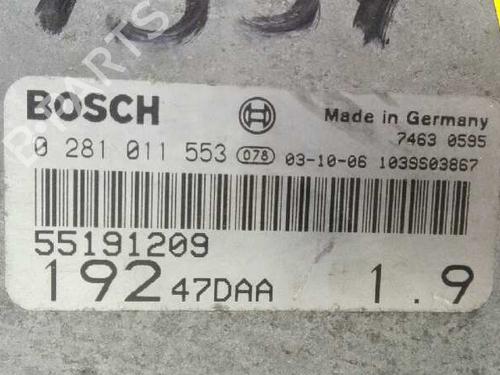 BOSCH
Made in Germany
7463 0595
0 281 011 553 078 03-10-06 1039S03867
55191209
192 47DAA 1.9
B-PARTS